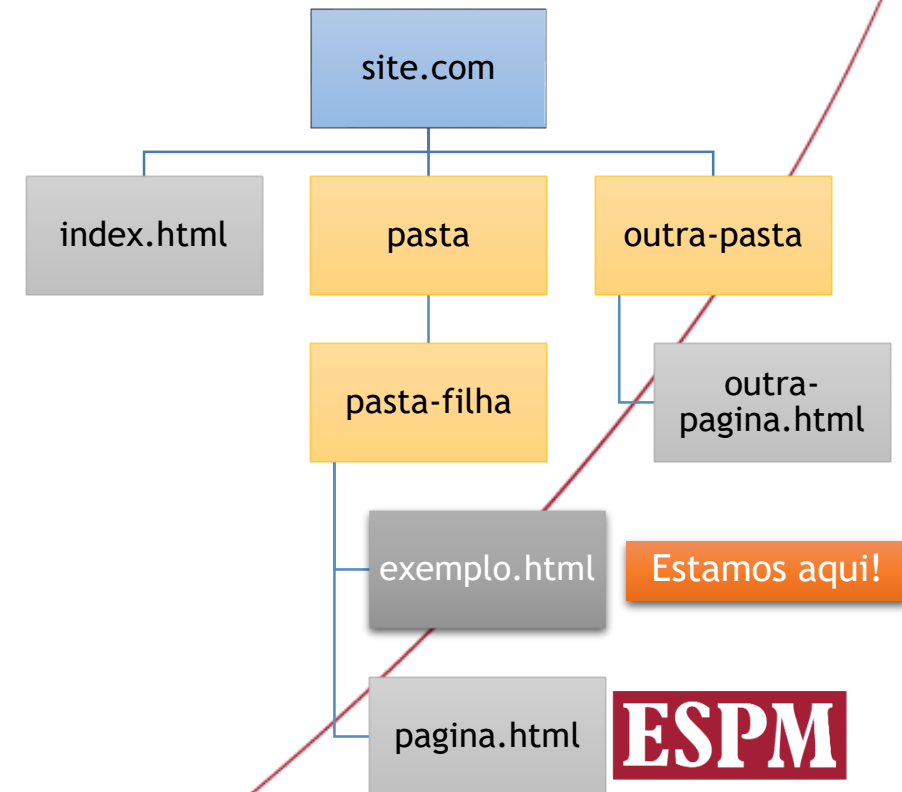 site.com
index.html
pasta
outra-pasta
pasta-filha
outra-
pagina.html
exemplo.html
Estamos aqui!
pagina.html
ESPM